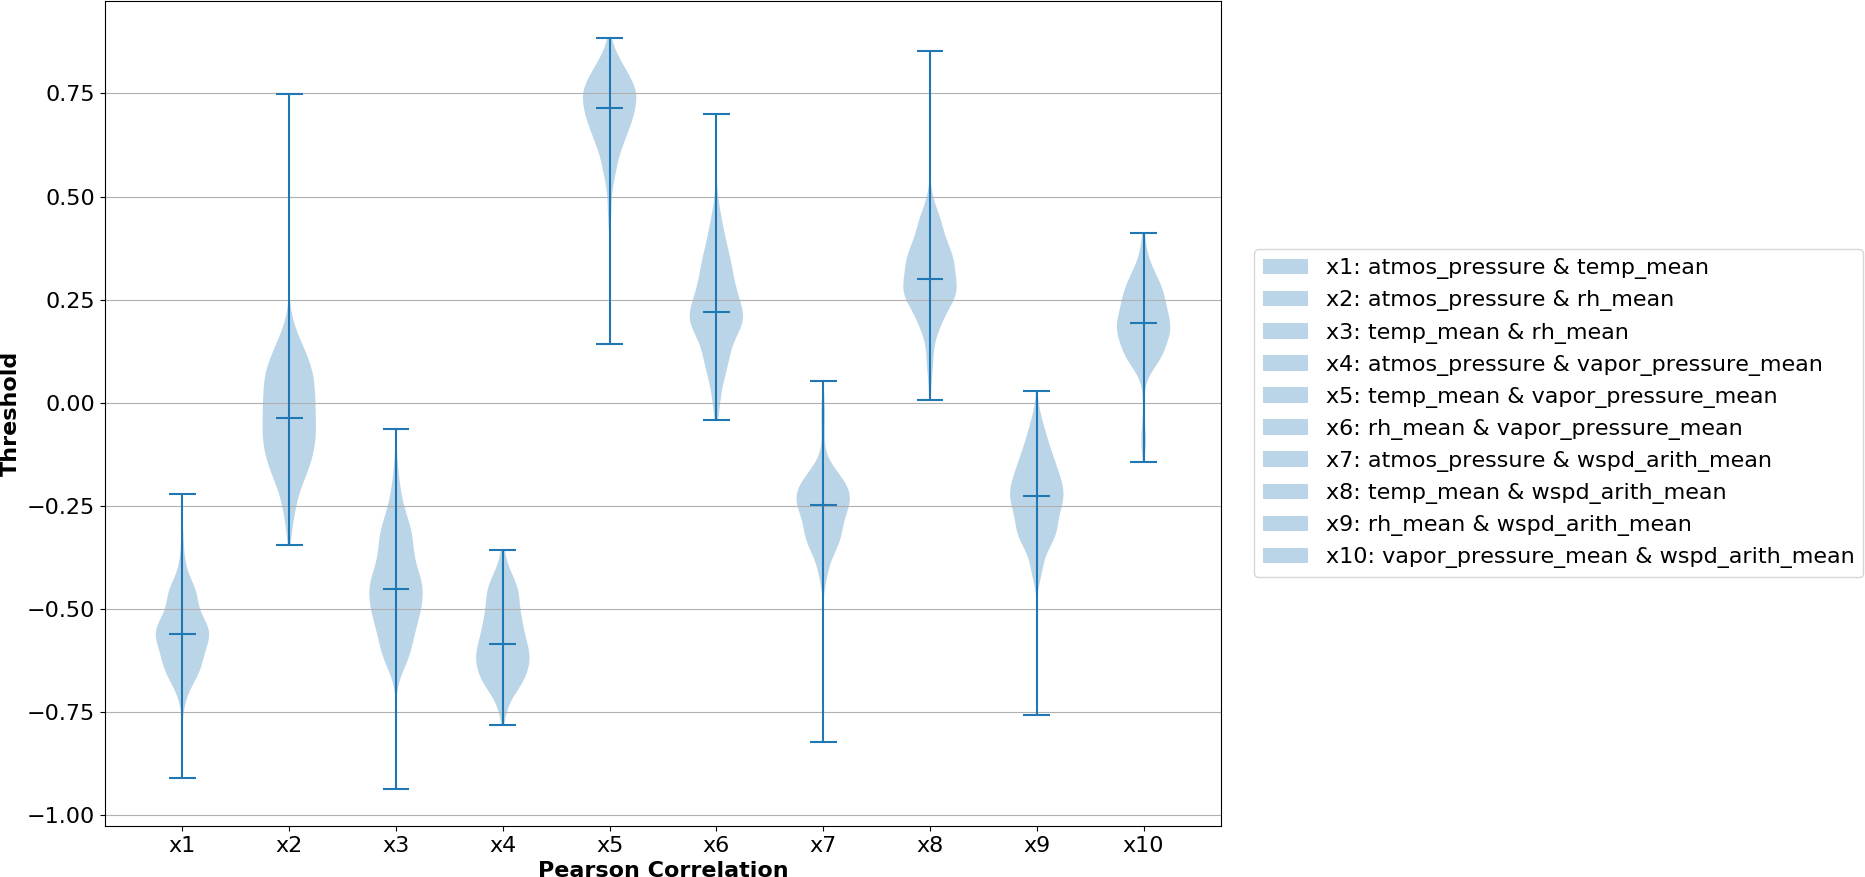 Threshold
0.75
0.50
0.25
0.00
−0.25
−0.50
−0.75
−1.00
x1 x2 x3 x4 x5 x6 x7 x8 x9 x10
Pearson Correlation
x1: atmos_pressure & temp_mean
x2: atmos_pressure & rh_mean
x3: temp_mean & rh_mean
x4: atmos_pressure & vapor_pressure_mean
x5: temp_mean & vapor_pressure_mean
x6: rh_mean & vapor_pressure_mean
x7: atmos_pressure & wspd_arith_mean
x8: temp_mean & wspd_arith_mean
x9: rh_mean & wspd_arith_mean
x10: vapor_pressure_mean & wspd_arith_mean